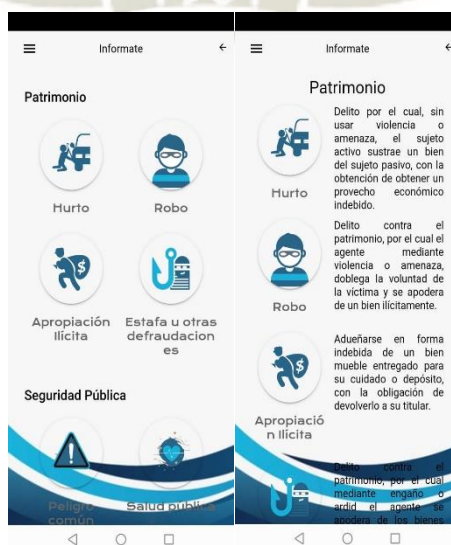 Informate
Patrimonio
Hurto
Robo
Apropiación
Ilícita
Estafa u otras
defraudacion
es
Seguridad Pública
Peligro
común
Salud publica
Informate
Patrimonio
Hurto
Delito por el cual, sin
usar violencia o
amenaza, el sujeto
activo sustrae un bien
del sujeto pasivo, con la
obtención de obtener un
provecho económico
indebido.
Robo
Delito contra el
patrimonio, por el cual el
agente mediante
violencia o amenaza,
doblega la voluntad de
la víctima y se apodera
de un bien ilícitamente.
Apropiació
n Ilícita
Adueñarse en forma
indebida de un bien
mueble entregado para
su cuidado o depósito,
con la obligación de
devolverlo a su titular.
Delito contra el
patrimonio, por el cual
mediante engaño o
ardid el agente se
apodera de los bienes